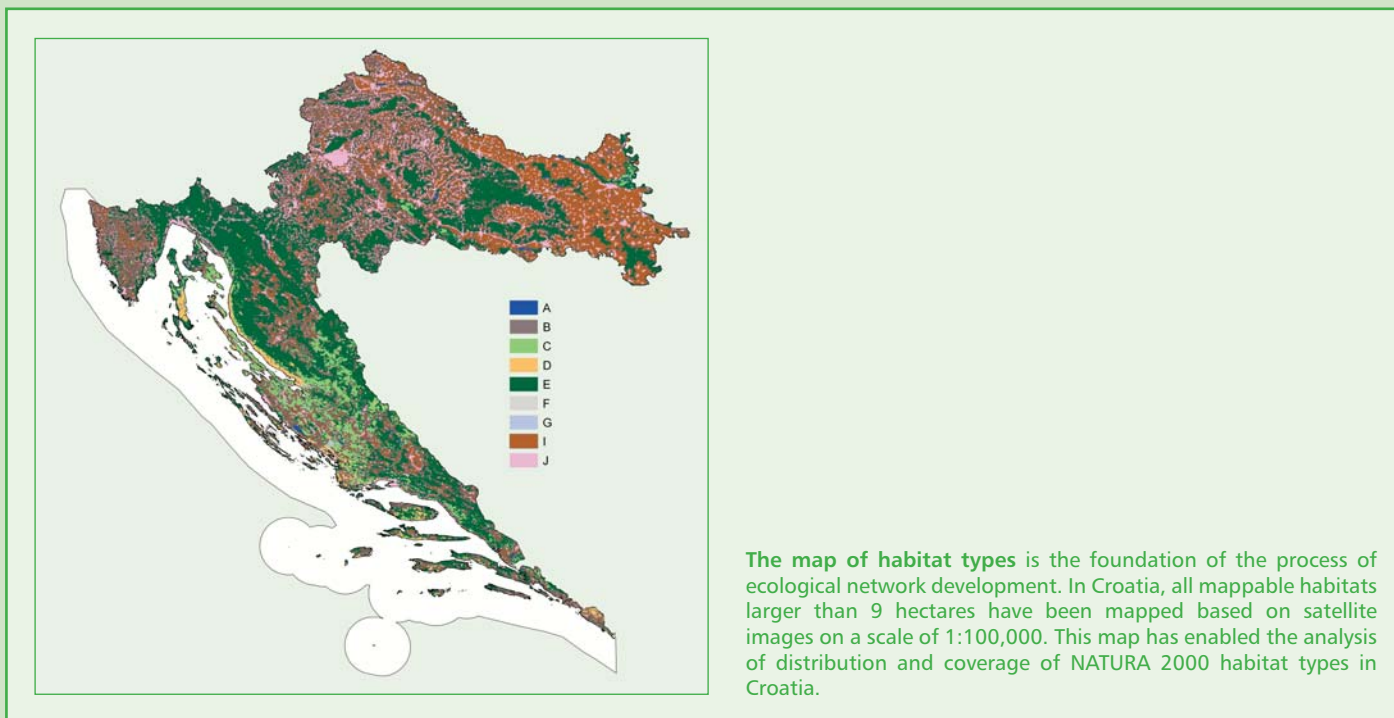 A
B
C
D
E
F
G
I
J
The map of habitat types is the foundation of the process of
ecological network development. In Croatia, all mappable habitats
larger than 9 hectares have been mapped based on satellite
images on a scale of 1:100,000. This map has enabled the analysis
of distribution and coverage of NATURA 2000 habitat types in
Croatia.